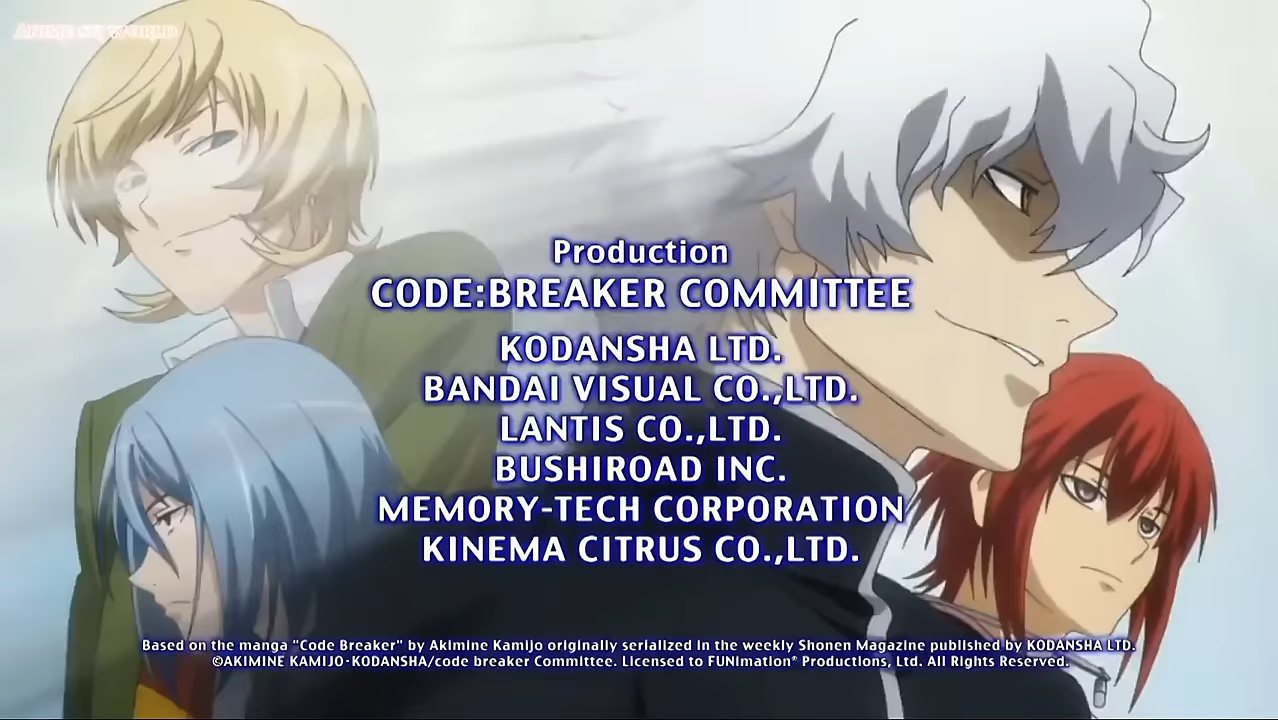 Production
CODE:BREAKER COMMITTEE
KODANSHA LTD.
BANDAI VISUAL CO.,LTD.
LANTIS CO.,LTD.
BUSHIROAD INC.
MEMORY-TECH CORPORATION
KINEMA CITRUS CO.,LTD.
Based on the manga "Code Breaker" by Akimine Kamijo originally serialized in the weekly Shonen Magazine published by KODANSHA LTD.
©AKIMINE KAMIJO・KODANSHA/code breaker Committee. Licensed to FUNimation® Productions, Ltd. All Rights Reserved.